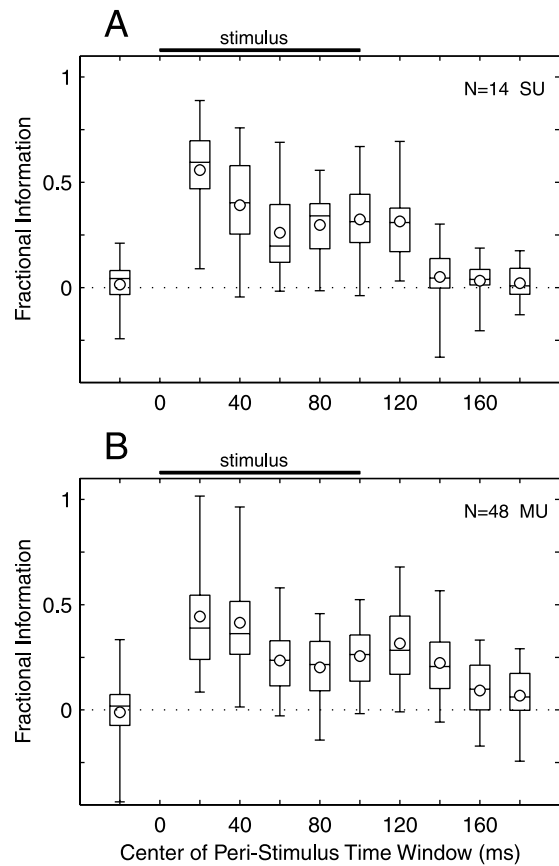 A
stimulus
N=14 SU
1
0.5
0
Fractional Information
0 40 80 120 160
B
stimulus
N=48 MU
1
0.5
0
Fractional Information
0 40 80 120 160
Center of Peri-Stimulus Time Window (ms)